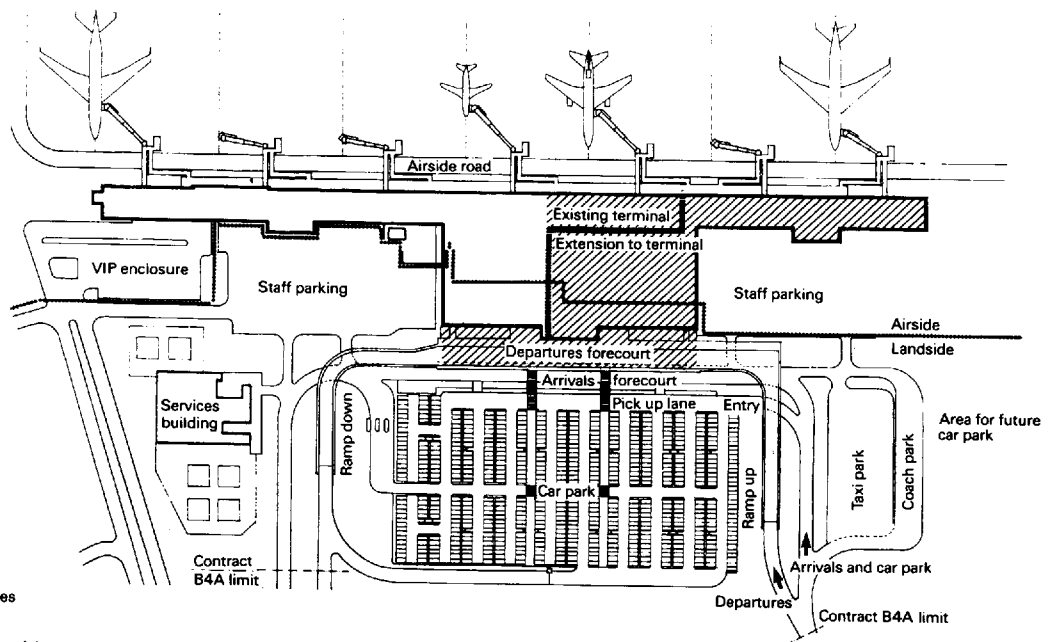 Airside road
Existing terminal
Extension to terminal
VIP enclosure
Staff parking
Staff parking
Airside
Landside
Departures forecourt
Arrivals forecourt
Pick up lane
Entry
Services
building
Ramp down
Car park
Ramp up
Taxi park
Coach park
Area for future
car park
Contract
B4A limit
Arrivals and car park
Departures
Contract B4A limit
es